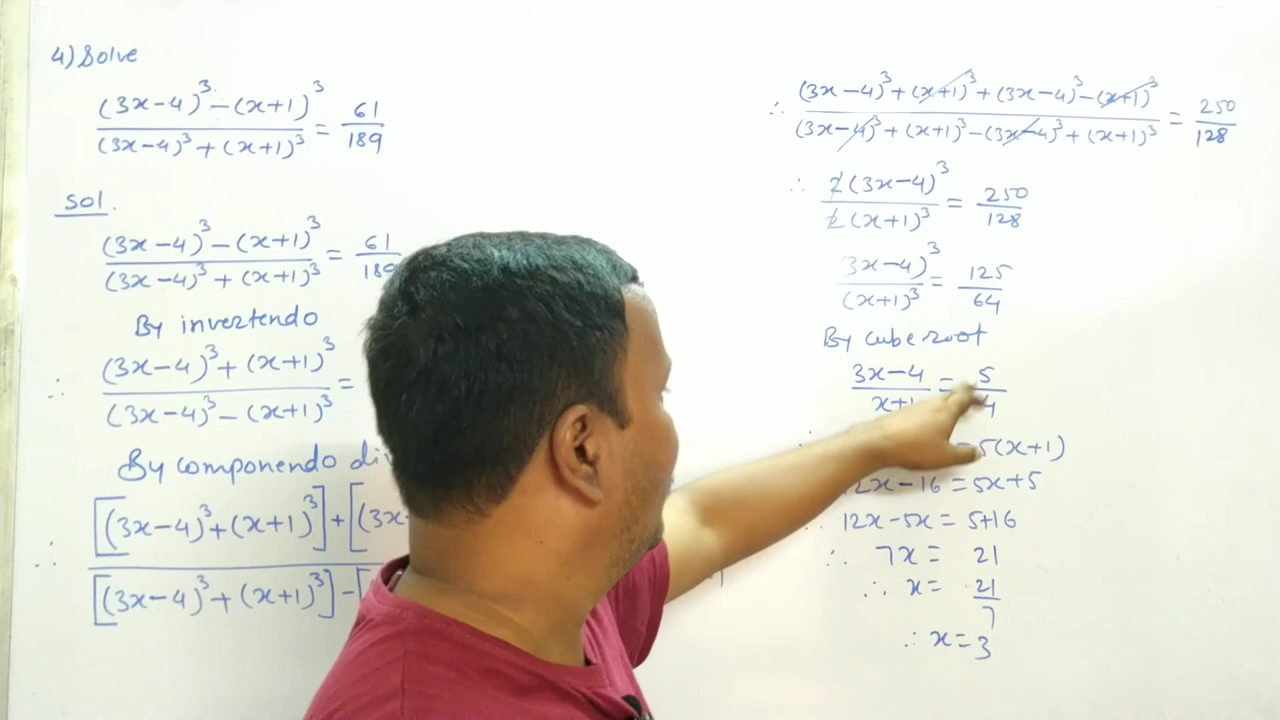 4) Solve
(3x-4)³-(x+1)³/(3x-4)³+(x+1)³ = 61/189
Sol.
(3x-4)³-(x+1)³/(3x-4)³+(x+1)³ = 61/189
By invertendo
∴ (3x-4)³+(x+1)³/(3x-4)³-(x+1)³ =
By componendo
∴ [(3x-4)³+(x+1)³]+[(3x-/[(3x-4)³+(x+1)³]-[
∴ (3x-4)³+(x+1)³+(3x-4)³-(x+1)³/(3x-4)³+(x+1)³-(3x-4)³+(x+1)³ = 250/128
∴ 2(3x-4)³/2(x+1)³ = 250/128
3x-4)³/(x+1)³ = 125/64
By cube root
3x-4/x+1 = 5/4
= 5(x+1)
12x-16 = 5x+5
∴ 12x-5x = 5+16
∴ 7x = 21
∴ x = 21/7
∴ x = 3